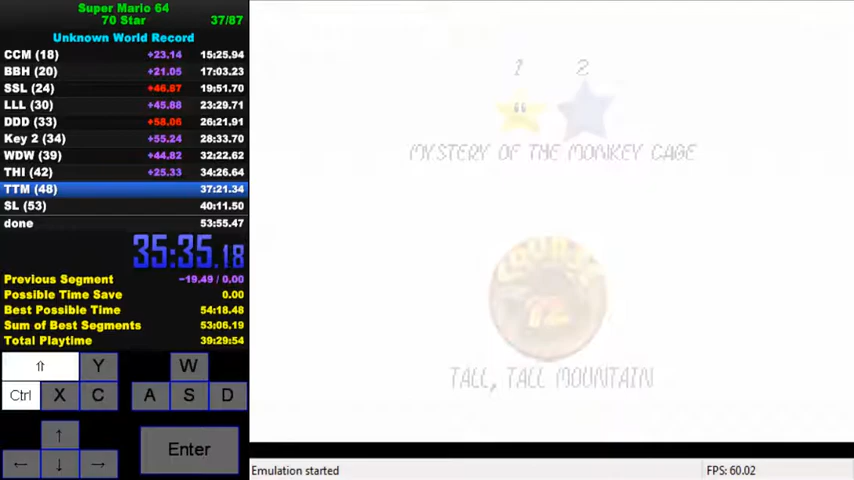 Super Mario 64
70 Star 37/87
Unknown World Record
CCM (18) +23.14 15:25.94
BBH (20) +21.05 17:03.23
SSL (24) +46.87 19:51.70
LLL (30) +45.88 23:29.71
DDD (33) +58.06 26:21.91
Key 2 (34) +55.24 28:33.70
WDW (39) +44.82 32:22.62
THI (42) +25.33 34:26.64
TTM (48) 37:21.34
SL (53) 40:11.50
done 53:55.47
35:35.18
Previous Segment -19.49 / 0.00
Possible Time Save 0.00
Best Possible Time 54:18.48
Sum of Best Segments 53:06.19
Total Playtime 39:29:54
⇧ Y W
Ctrl X C A S D
↑
← ↓ → Enter
1 2
MYSTERY OF THE MONKEY CAGE
COURSE
12
TALL, TALL MOUNTAIN
Emulation started FPS: 60.02